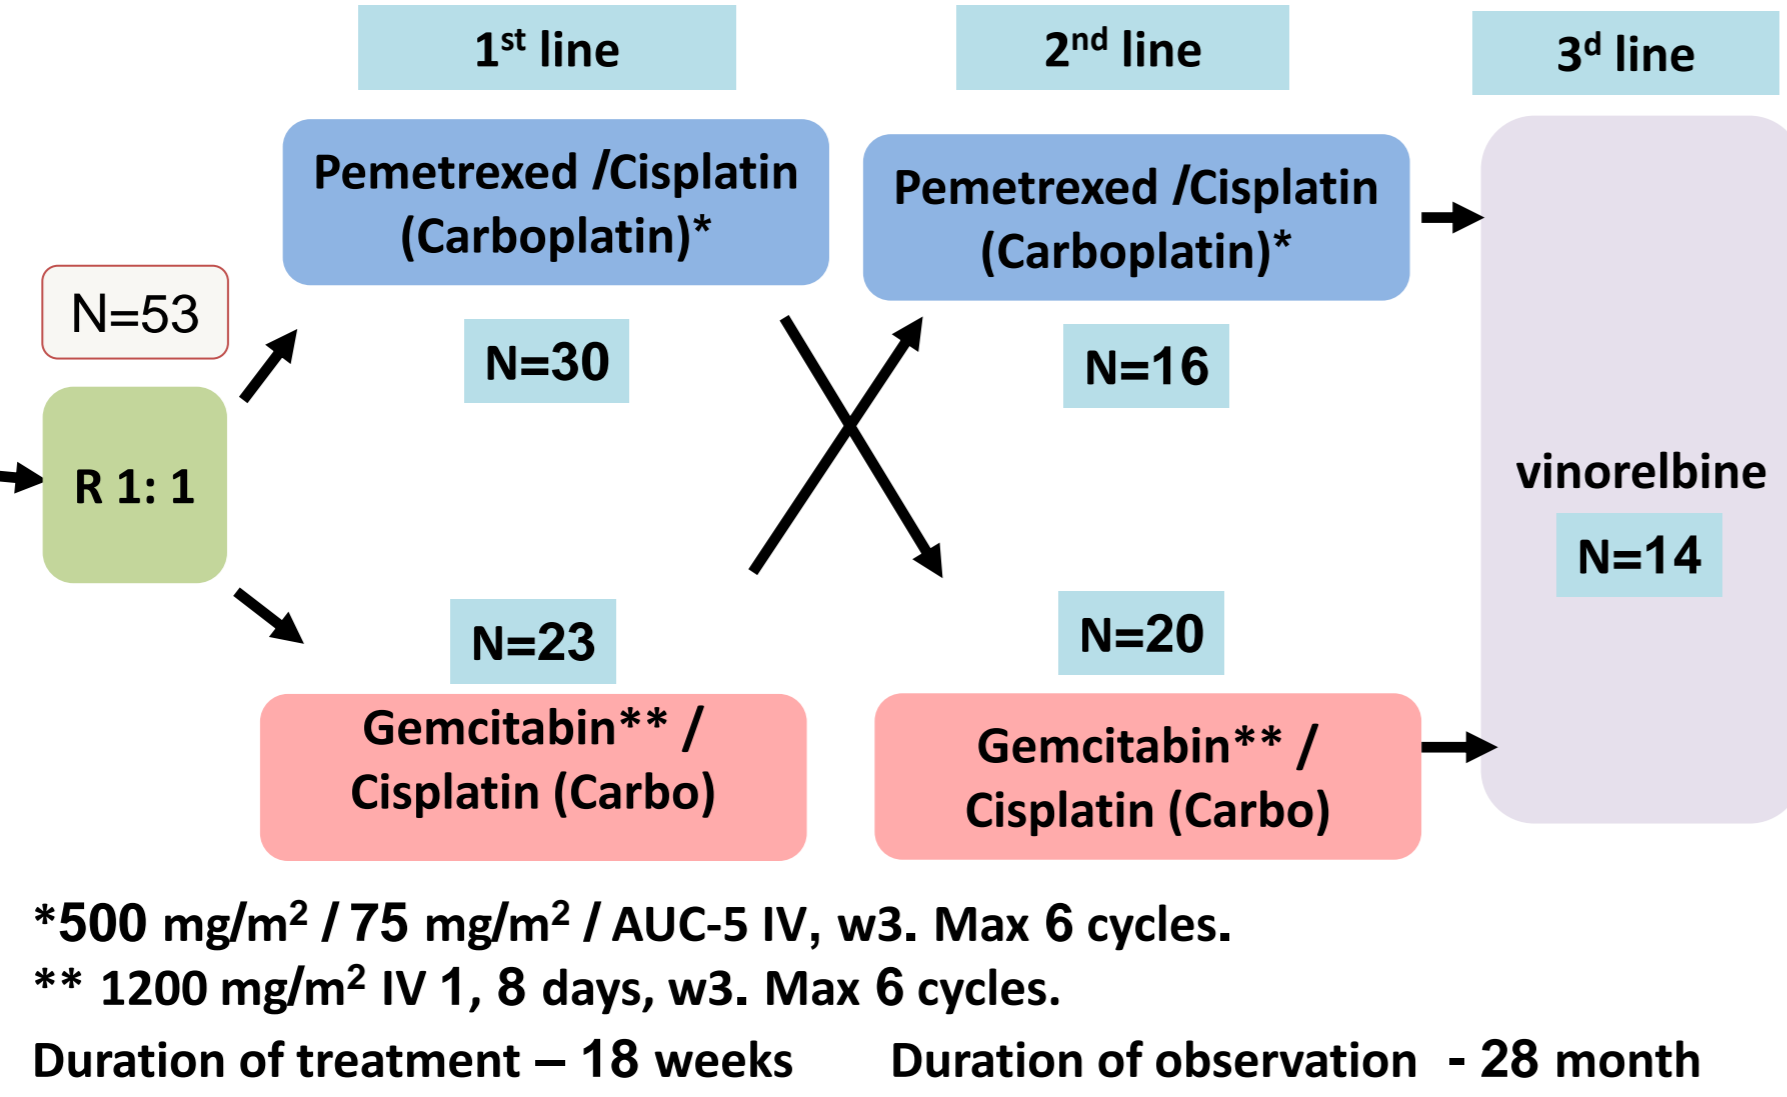 1st line
2nd line
3d line
Pemetrexed /Cisplatin
(Carboplatin)*
Pemetrexed /Cisplatin
(Carboplatin)*
N=53
N=30
N=16
R 1: 1
vinorelbine
N=14
N=23
N=20
Gemcitabin** /
Cisplatin (Carbo)
Gemcitabin** /
Cisplatin (Carbo)
*500 mg/m2 / 75 mg/m2 / AUC-5 IV, w3. Max 6 cycles.
** 1200 mg/m2 IV 1, 8 days, w3. Max 6 cycles.
Duration of treatment – 18 weeks Duration of observation - 28 month